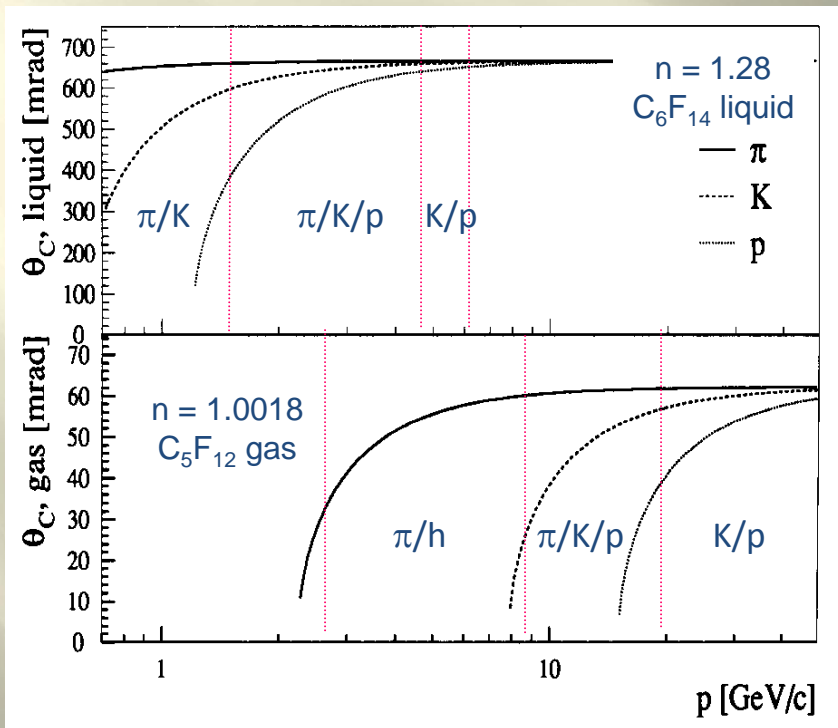 θC, liquid [mrad]
700
600
500
400
300
200
100
0
n = 1.28
C₆F₁₄ liquid
π
K
p
π/K
π/K/p
K/p
θC, gas [mrad]
70
60
50
40
30
20
10
0
n = 1.0018
C₅F₁₂ gas
π/h
π/K/p
K/p
1
10
p [GeV/c]